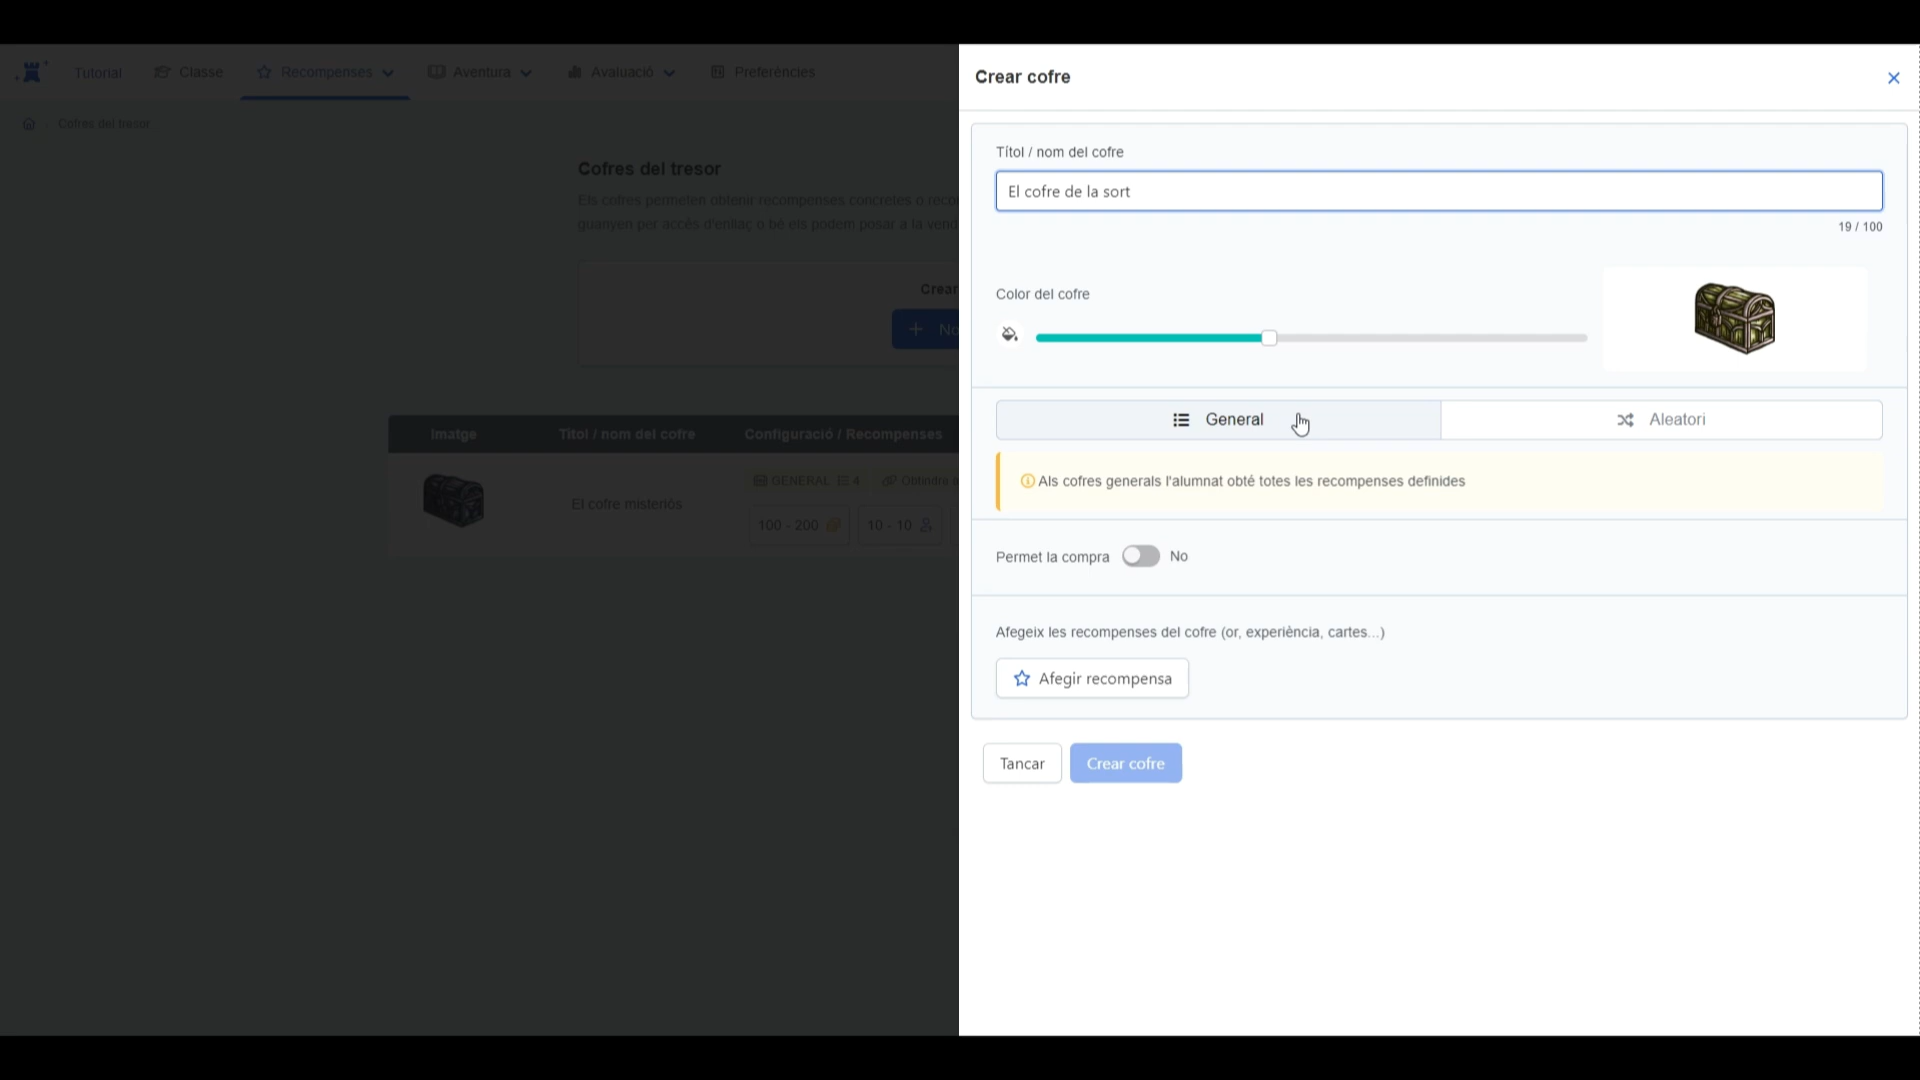 Tutorial
Classe
Recompenses
Aventura
Avaluació
Preferències
Cofres del tresor
Cofres del tresor
Els cofres permeten obtenir recompenses concretes o
guanyen per accés d'enllaç o bé els podem posar a la
Crear
Imatge
Títol / nom del cofre
Configuració / Recompenses
El cofre misteriós
GENERAL 4
100 - 200
10 - 10
Crear cofre
Títol / nom del cofre
El cofre de la sort
19 / 100
Color del cofre
General
Aleatori
Als cofres generals l'alumnat obté totes les recompenses definides
Permet la compra
No
Afegeix les recompenses del cofre (or, experiència, cartes...)
Afegir recompensa
Tancar
Crear cofre